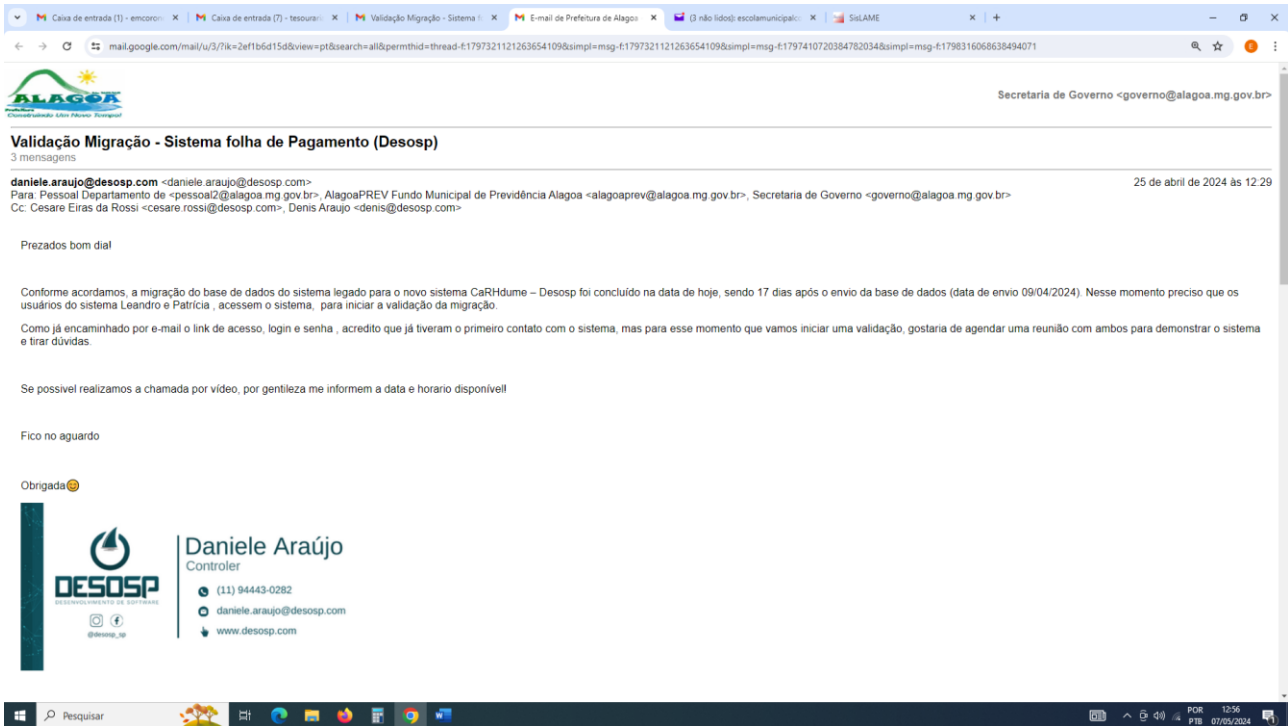 Caixa de entrada (1) - emcoron
Caixa de entrada (7) - tesourari
Validação Migração - Sistema f
E-mail de Prefeitura de Alagoa
(3 não lidos): escolamunicipalc
SisLAME
mail.google.com/mail/u/3/?ik=2ef1b6d15d&view=pt&search=all&permthid=thread-f:1797321121263654109&simpl=msg-f:1797321121263654109&simpl=msg-f:1797410720384782034&simpl=msg-f:1798316068638494071
E
ALAGOA
Prefeitura
Construindo Um Novo Tempo!
Secretaria de Governo <governo@alagoa.mg.gov.br>
Validação Migração - Sistema folha de Pagamento (Desosp)
3 mensagens
daniele.araujo@desosp.com <daniele.araujo@desosp.com>
25 de abril de 2024 às 12:29
Para: Pessoal Departamento de <pessoal2@alagoa.mg.gov.br>, AlagoaPREV Fundo Municipal de Previdência Alagoa <alagoaprev@alagoa.mg.gov.br>, Secretaria de Governo <governo@alagoa.mg.gov.br>
Cc: Cesare Eiras da Rossi <cesare.rossi@desosp.com>, Denis Araujo <denis@desosp.com>
Prezados bom dia!
Conforme acordamos, a migração do base de dados do sistema legado para o novo sistema CaRHdume – Desosp foi concluído na data de hoje, sendo 17 dias após o envio da base de dados (data de envio 09/04/2024). Nesse momento preciso que os
usuários do sistema Leandro e Patrícia , acessem o sistema, para iniciar a validação da migração.
Como já encaminhado por e-mail o link de acesso, login e senha , acredito que já tiveram o primeiro contato com o sistema, mas para esse momento que vamos iniciar uma validação, gostaria de agendar uma reunião com ambos para demonstrar o sistema
e tirar dúvidas.
Se possivel realizamos a chamada por vídeo, por gentileza me informem a data e horario disponível!
Fico no aguardo
Obrigada
DESOSP
DESENVOLVIMENTO DE SOFTWARE
@desosp_sp
Daniele Araújo
Controler
(11) 94443-0282
daniele.araujo@desosp.com
www.desosp.com
Pesquisar
POR
PTB
12:56
07/05/2024